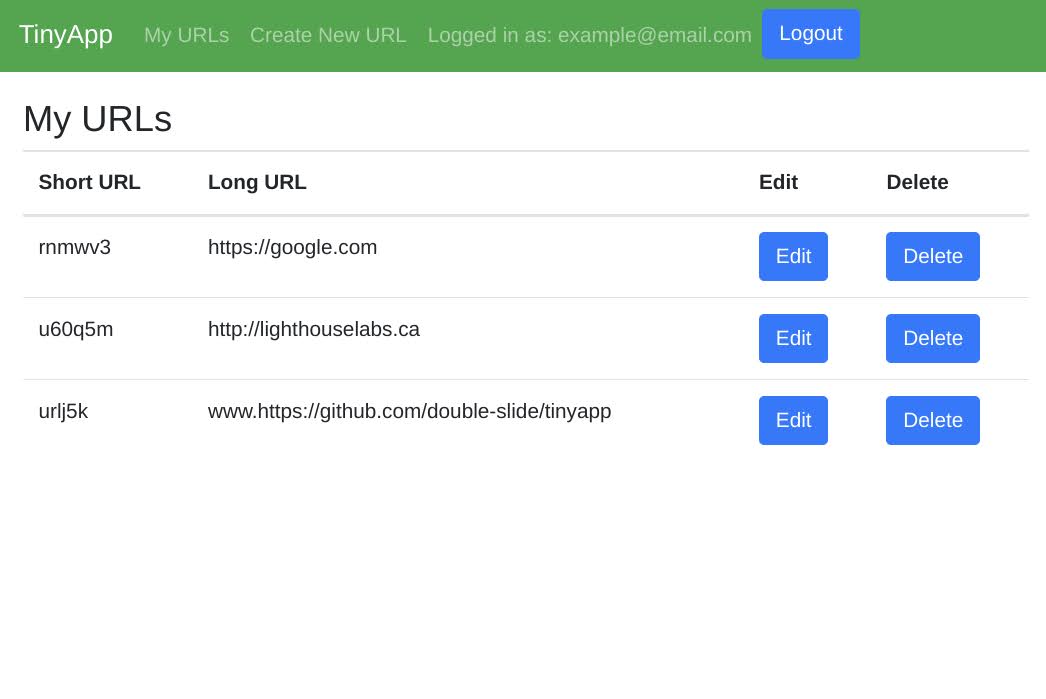 TinyApp My URLs Create New URL Logged in as: example@email.com Logout
My URLs
Short URL Long URL Edit Delete
rnmwv3 https://google.com Edit Delete
u60q5m http://lighthouselabs.ca Edit Delete
urlj5k www.https://github.com/double-slide/tinyapp Edit Delete